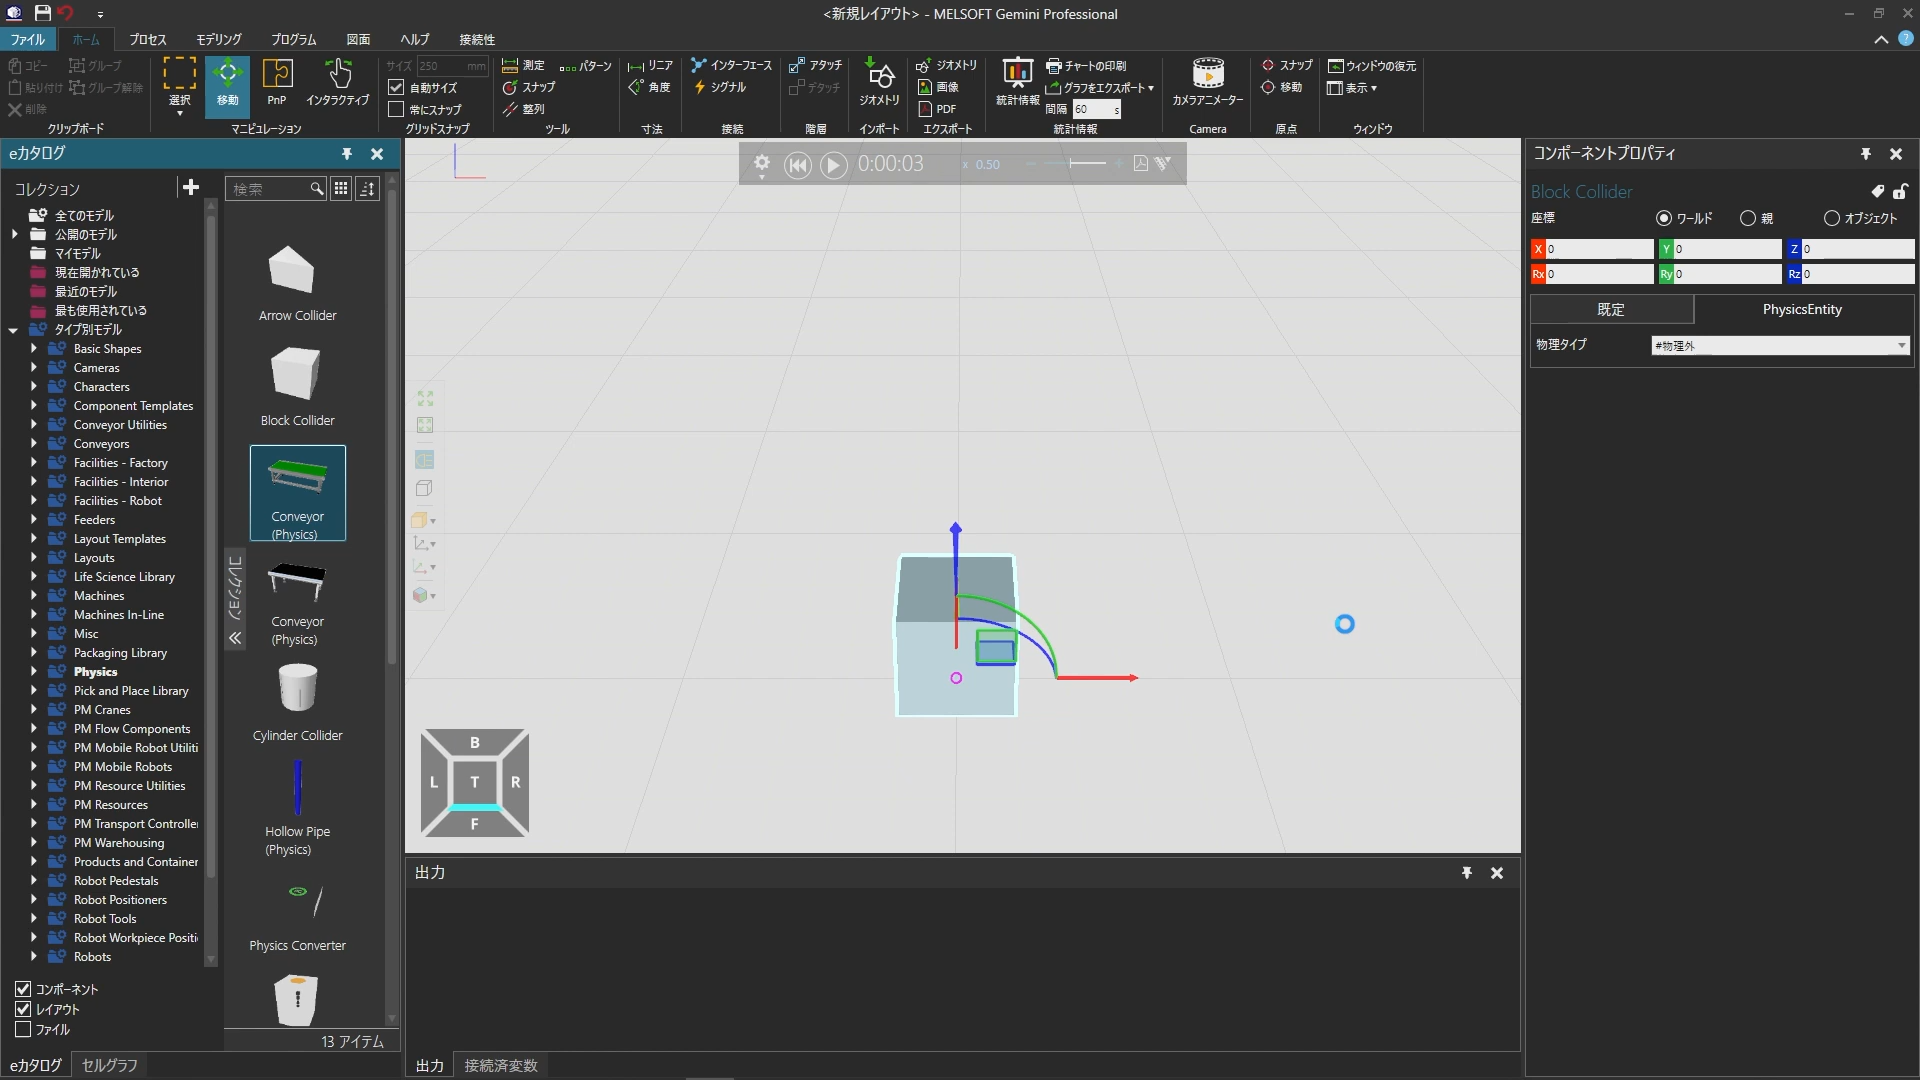 <新規レイアウト> - MELSOFT Gemini Professional
ファイル
ホーム
プロセス
モデリング
プログラム
図面
ヘルプ
接続性
コピー
貼り付け
削除
グループ
グループ解除
クリップボード
選択
移動
PnP
インタラクティブ
マニピュレーション
サイズ 250 mm
自動サイズ
常にスナップ
グリッドスナップ
測定
スナップ
整列
パターン
ツール
リニア
角度
寸法
インターフェース
シグナル
接続
アタッチ
デタッチ
階層
ジオメトリ
インポート
ジオメトリ
画像
PDF
エクスポート
統計情報
チャートの印刷
グラフをエクスポート
間隔 60 s
統計情報
カメラアニメーター
Camera
スナップ
移動
原点
ウィンドウの復元
表示
ウィンドウ
eカタログ
コレクション
全てのモデル
公開のモデル
マイモデル
現在開かれている
最近のモデル
最も使用されている
タイプ別モデル
Basic Shapes
Cameras
Characters
Component Templates
Conveyor Utilities
Conveyors
Facilities - Factory
Facilities - Interior
Facilities - Robot
Feeders
Layout Templates
Layouts
Life Science Library
Machines
Machines In-Line
Misc
Packaging Library
Physics
Pick and Place Library
PM Cranes
PM Flow Components
PM Mobile Robot Utiliti
PM Mobile Robots
PM Resource Utilities
PM Resources
PM Transport Controlle
PM Warehousing
Products and Container
Robot Pedestals
Robot Positioners
Robot Tools
Robot Workpiece Positi
Robots
コンポーネント
レイアウト
ファイル
検索
コレクション
Arrow Collider
Block Collider
Conveyor
(Physics)
Conveyor
(Physics)
Cylinder Collider
Hollow Pipe
(Physics)
Physics Converter
13 アイテム
eカタログ
セルグラフ
0:00:03
x 0.50
B
L
T
R
F
出力
出力
接続済変数
コンポーネントプロパティ
Block Collider
座標
ワールド
親
オブジェクト
X 0
Y 0
Z 0
Rx 0
Ry 0
Rz 0
既定
PhysicsEntity
物理タイプ
#物理外